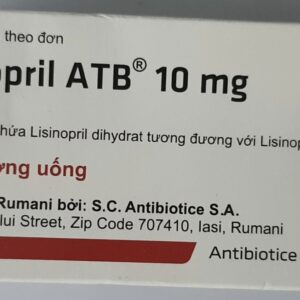 theo đơn
opril ATB® 10 mg
hứa Lisinopril dihydrat tương đương với Lisinop
ờng uống
Rumani bởi: S.C. Antibiotice S.A.
lui Street, Zip Code 707410, Iasi, Rumani
Antibiotice